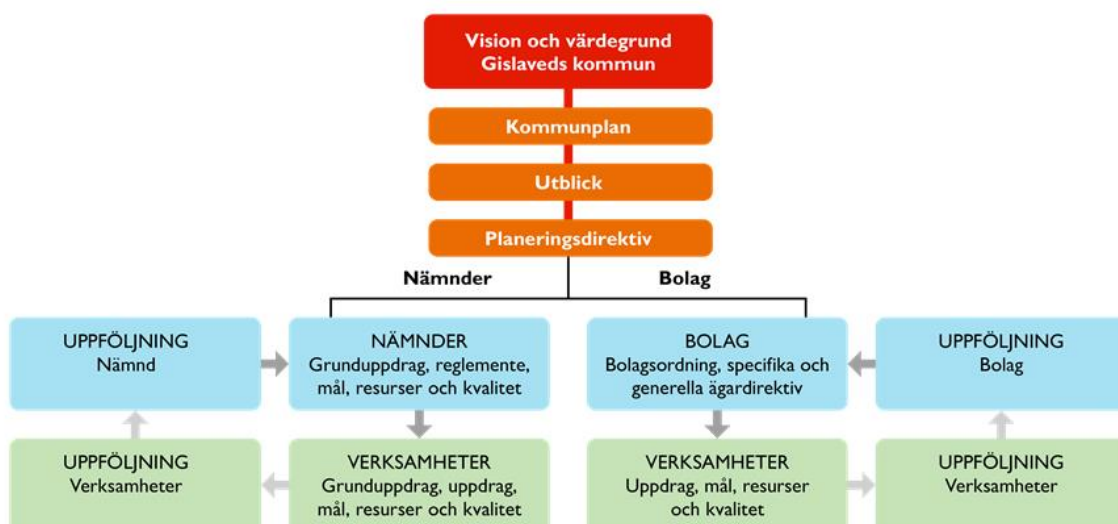 Vision och värdegrund
Gislaveds kommun
Kommunplan
Utblick
Planeringsdirektiv
Nämnder
Bolag
UPPFÖLJNING
Nämnd
NÄMNDER
Grunduppdrag, reglemente,
mål, resurser och kvalitet
BOLAG
Bolagsordning, specifika och
generella ägardirektiv
UPPFÖLJNING
Bolag
UPPFÖLJNING
Verksamheter
VERKSAMHETER
Grunduppdrag, uppdrag,
mål, resurser och kvalitet
VERKSAMHETER
Uppdrag, mål, resurser
och kvalitet
UPPFÖLJNING
Verksamheter